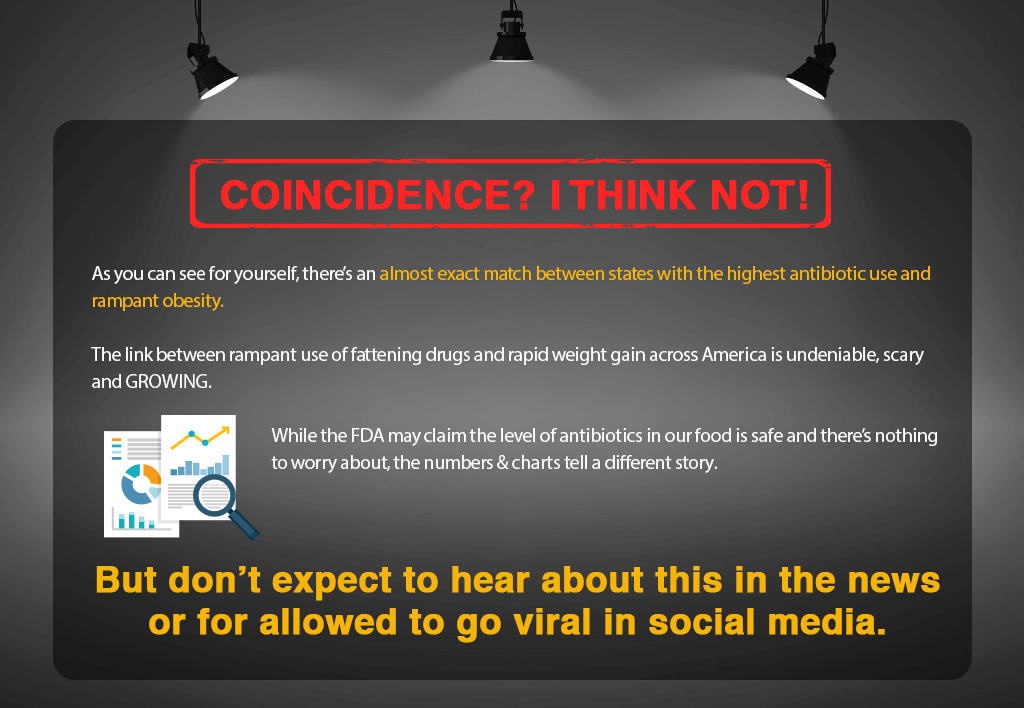 COINCIDENCE? I THINK NOT!
As you can see for yourself, there's an almost exact match between states with the highest antibiotic use and
rampant obesity.
The link between rampant use of fattening drugs and rapid weight gain across America is undeniable, scary
and GROWING.
While the FDA may claim the level of antibiotics in our food is safe and there's nothing
to worry about, the numbers & charts tell a different story.
But don't expect to hear about this in the news
or for allowed to go viral in social media.